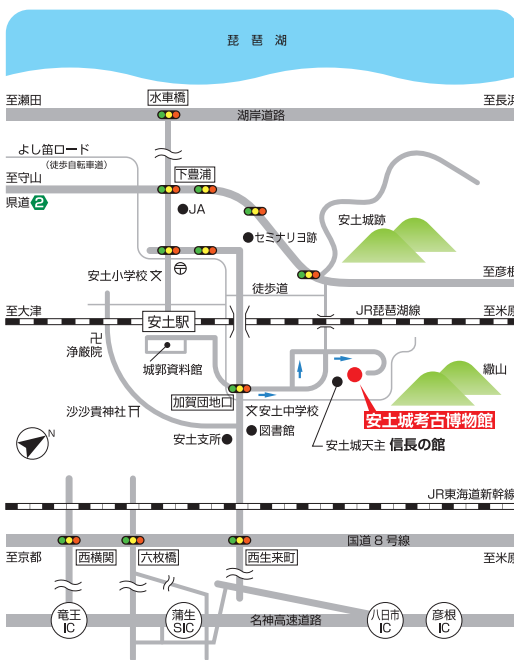 琵琶湖
水車橋
至瀬田
至長浜
湖岸道路
よし笛ロード
(徒歩自転車道)
下豊浦
至守山
県道 2
JA
セミナリヨ跡
安土城跡
安土小学校 文
至彦根
徒歩道
至大津
安土駅
JR琵琶湖線
至米原
卍
浄厳院
城郭資料館
繖山
加賀団地口
文 安土中学校
安土城考古博物館
沙沙貴神社
図書館
安土支所
安土城天主 信長の館
N
JR東海道新幹線
国道8号線
至京都
西横関
六枚橋
西生来町
至米原
竜王
IC
蒲生
SIC
名神高速道路
八日市
IC
彦根
IC